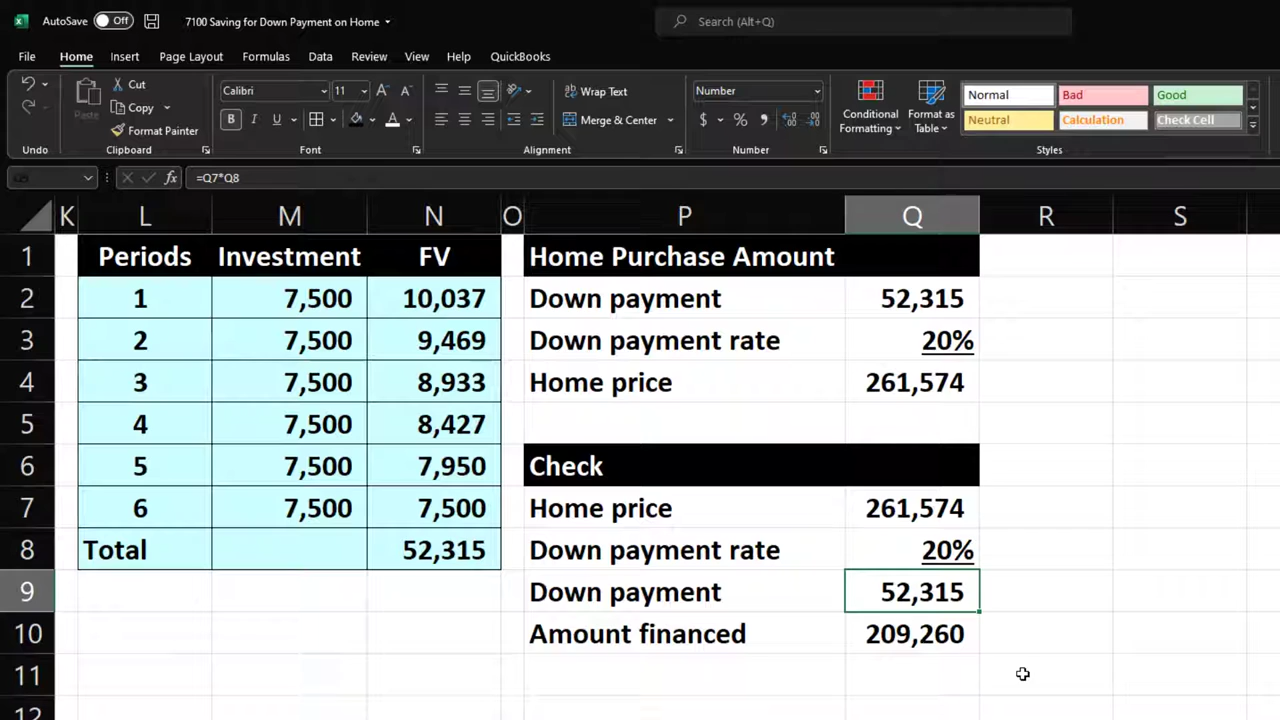 AutoSave Off 7100 Saving for Down Payment on Home Search (Alt+Q)
File Home Insert Page Layout Formulas Data Review View Help QuickBooks
Cut
Copy
Format Painter
Paste
Undo Clipboard
Calibri 11
B I U
Font
Wrap Text
Merge & Center
Alignment
Number
$ %
Number
Conditional Formatting
Format as Table
Normal Bad Good
Neutral Calculation Check Cell
Styles
fx =Q7*Q8
K L M N O P Q R S
1 Periods Investment FV Home Purchase Amount
2 1 7,500 10,037 Down payment 52,315
3 2 7,500 9,469 Down payment rate 20%
4 3 7,500 8,933 Home price 261,574
5 4 7,500 8,427
6 5 7,500 7,950 Check
7 6 7,500 7,500 Home price 261,574
8 Total 52,315 Down payment rate 20%
9 Down payment 52,315
10 Amount financed 209,260
11
12